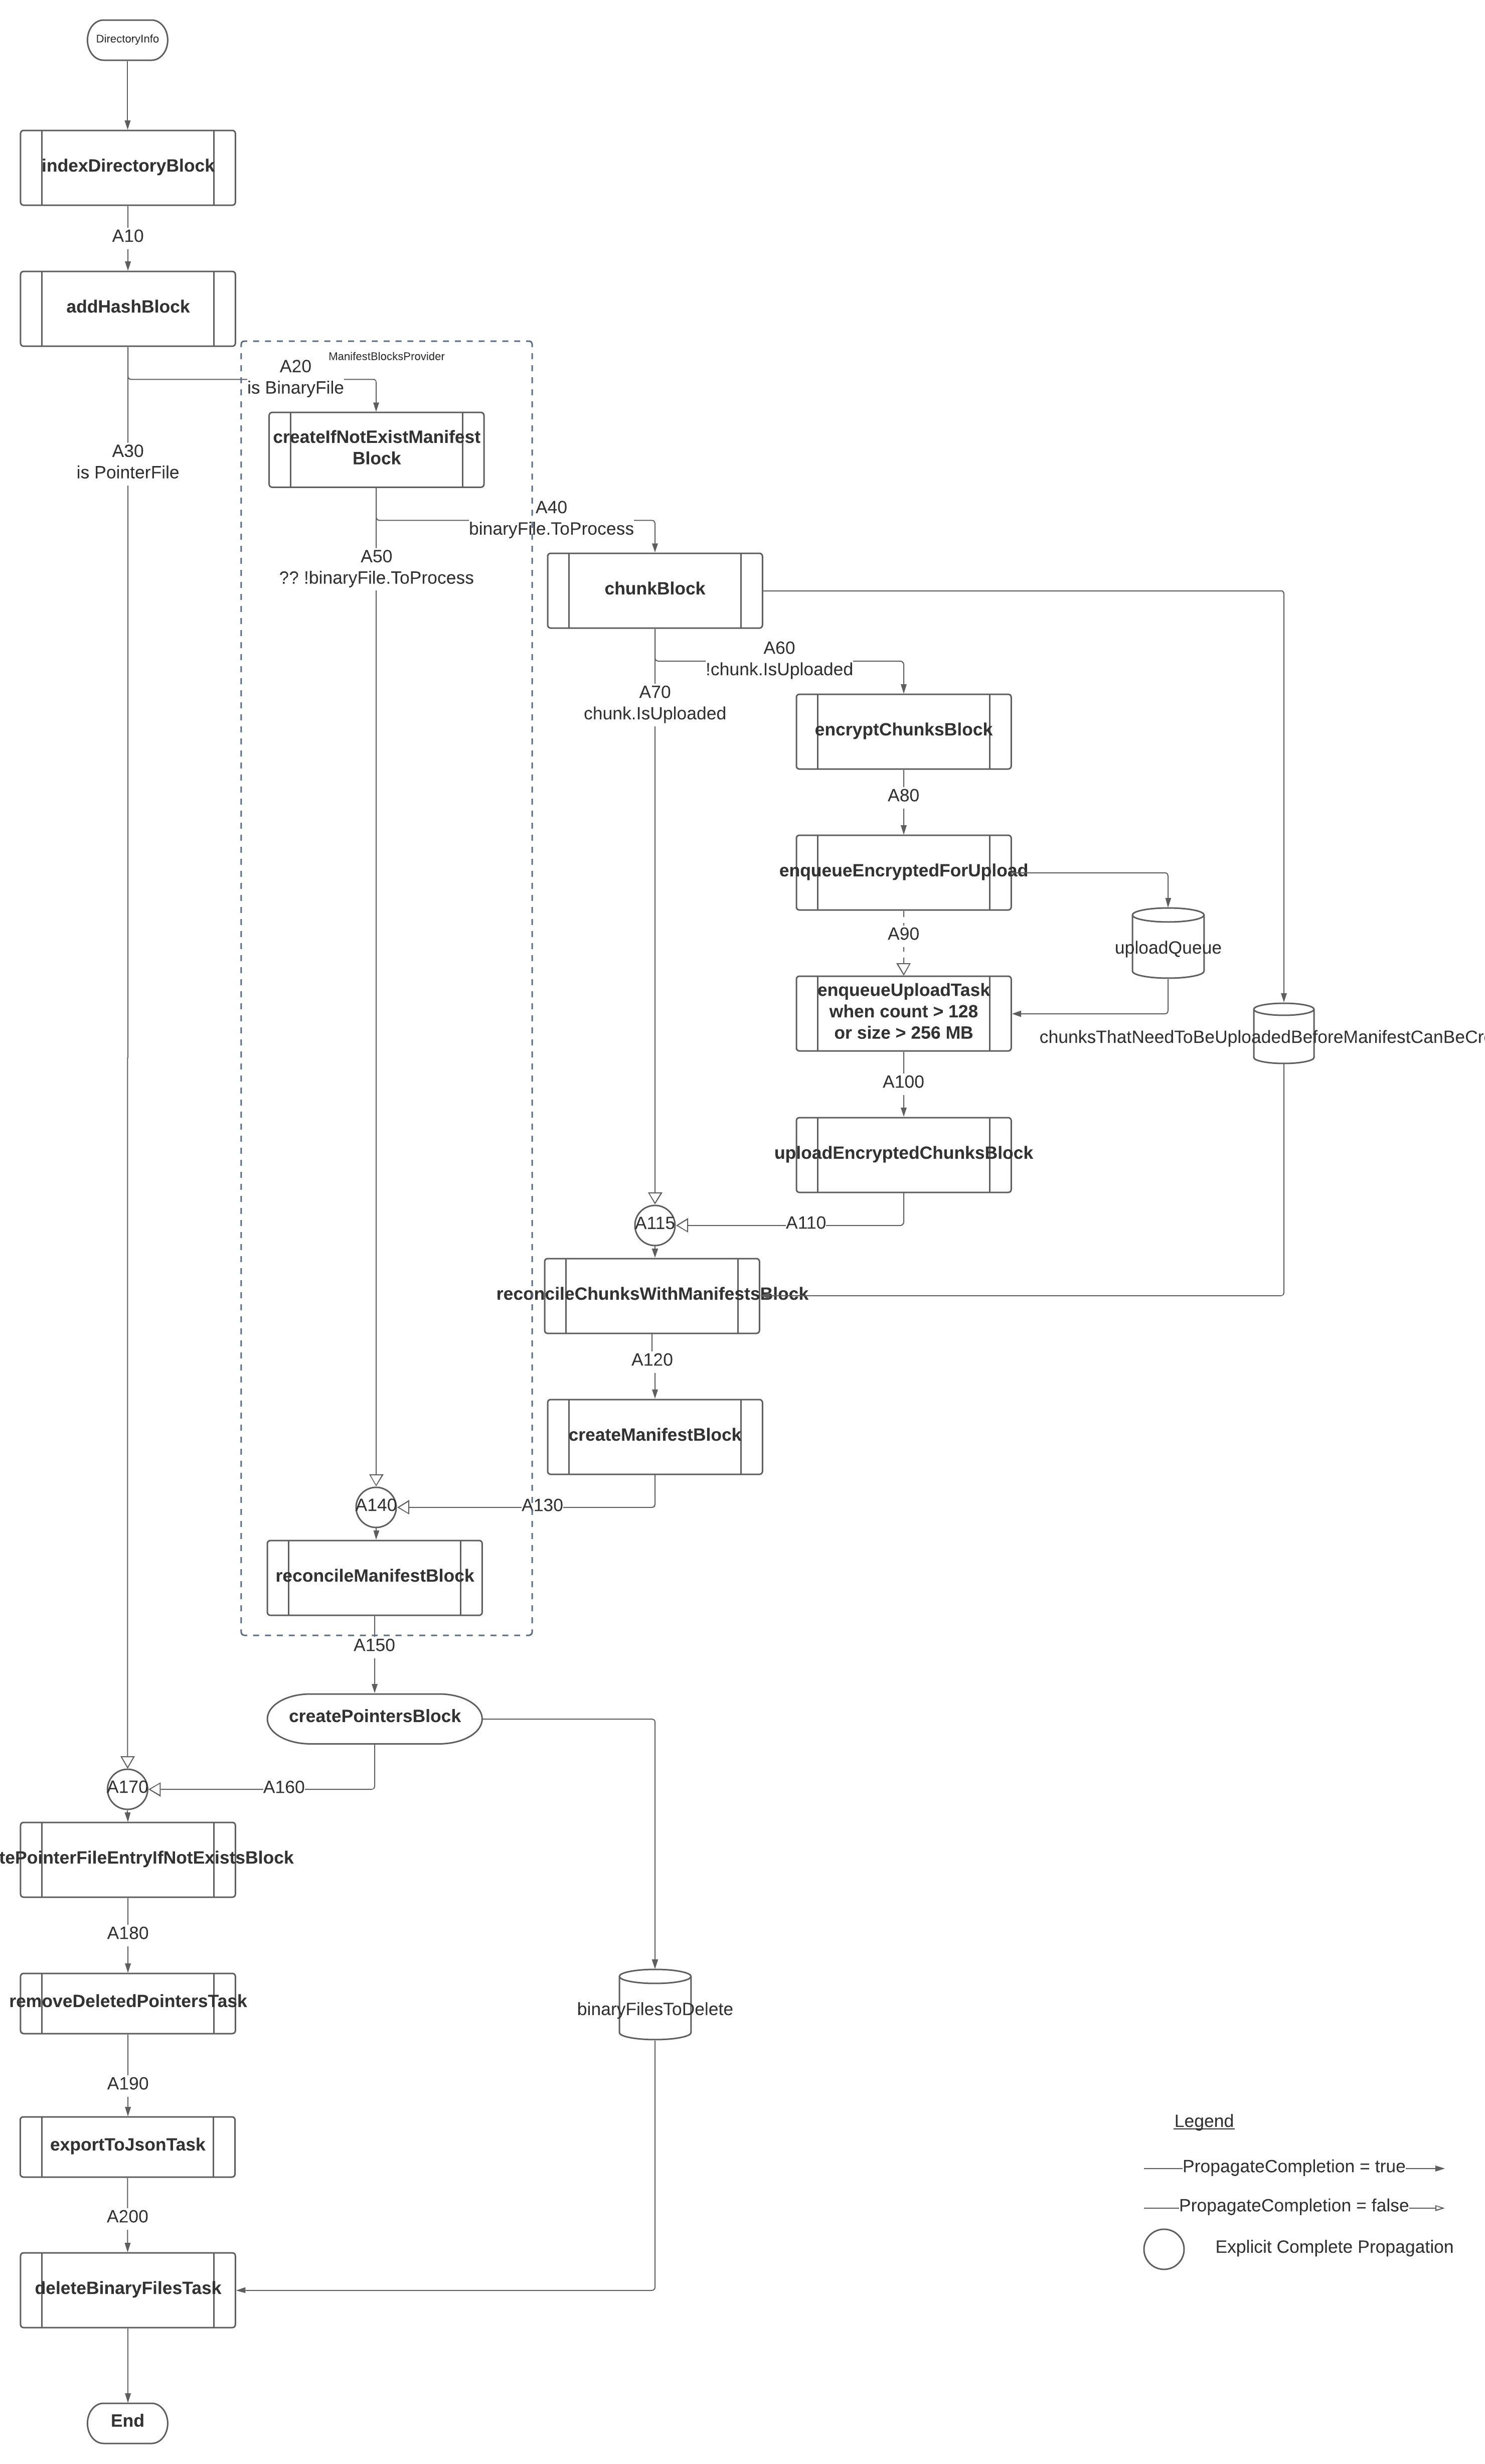 DirectoryInfo
indexDirectoryBlock
A10
addHashBlock
ManifestBlocksProvider
A20
is BinaryFile
createIfNotExistManifest
Block
A30
is PointerFile
A40
binaryFile.ToProcess
A50
?? !binaryFile.ToProcess
chunkBlock
A60
!chunk.IsUploaded
A70
chunk.IsUploaded
encryptChunksBlock
A80
enqueueEncryptedForUpload
A90
uploadQueue
enqueueUploadTask
when count > 128
or size > 256 MB
chunksThatNeedToBeUploadedBeforeManifestCanBeCr
A100
uploadEncryptedChunksBlock
A115
A110
reconcileChunksWithManifestsBlock
A120
createManifestBlock
A140
A130
reconcileManifestBlock
A150
createPointersBlock
A170
A160
tePointerFileEntryIfNotExistsBlock
A180
removeDeletedPointersTask
binaryFilesToDelete
A190
exportToJsonTask
A200
deleteBinaryFilesTask
End
Legend
PropagateCompletion = true
PropagateCompletion = false
Explicit Complete Propagation